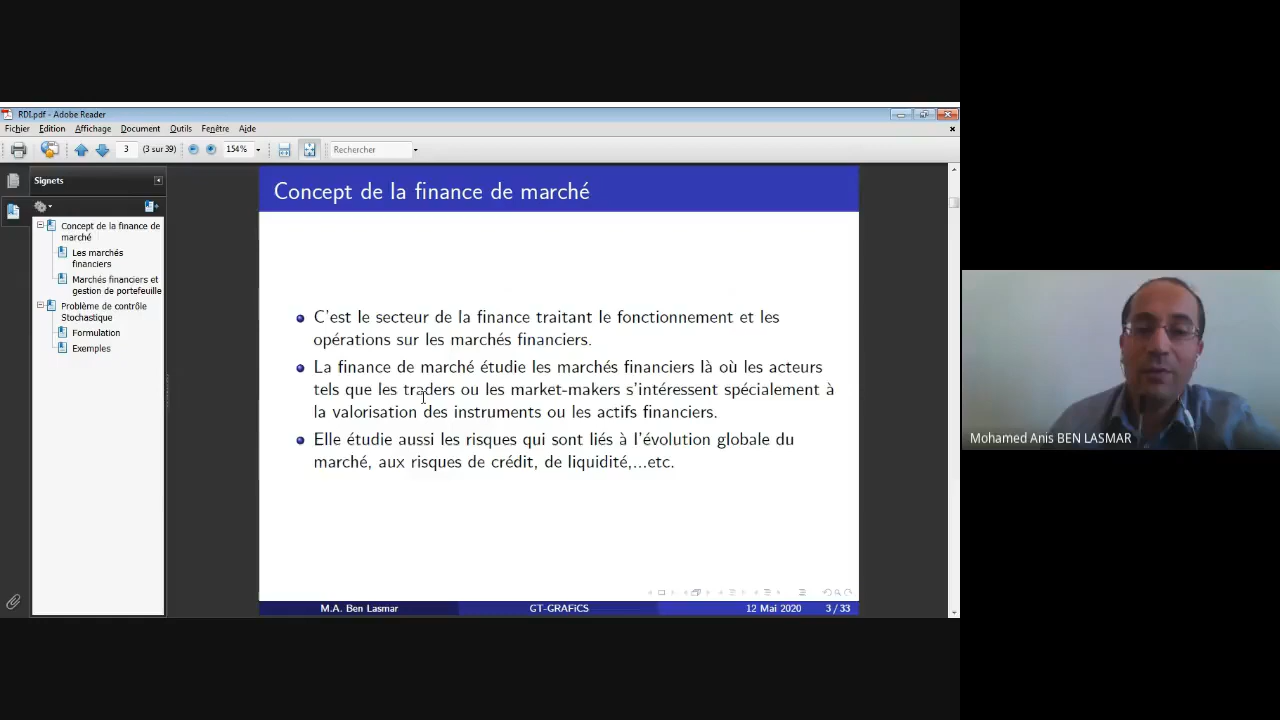 RDI.pdf - Adobe Reader
Fichier Edition Affichage Document Outils Fenêtre Aide
3 (3 sur 39) 154% Rechercher
Signets
Concept de la finance de
marché
Les marchés
financiers
Marchés financiers et
gestion de portefeuille
Problème de contrôle
Stochastique
Formulation
Exemples
Concept de la finance de marché
C'est le secteur de la finance traitant le fonctionnement et les
opérations sur les marchés financiers.
La finance de marché étudie les marchés financiers là où les acteurs
tels que les traders ou les market-makers s'intéressent spécialement à
la valorisation des instruments ou les actifs financiers.
Elle étudie aussi les risques qui sont liés à l'évolution globale du
marché, aux risques de crédit, de liquidité,...etc.
M.A. Ben Lasmar GT-GRAFiCS 12 Mai 2020 3 / 33
Mohamed Anis BEN LASMAR